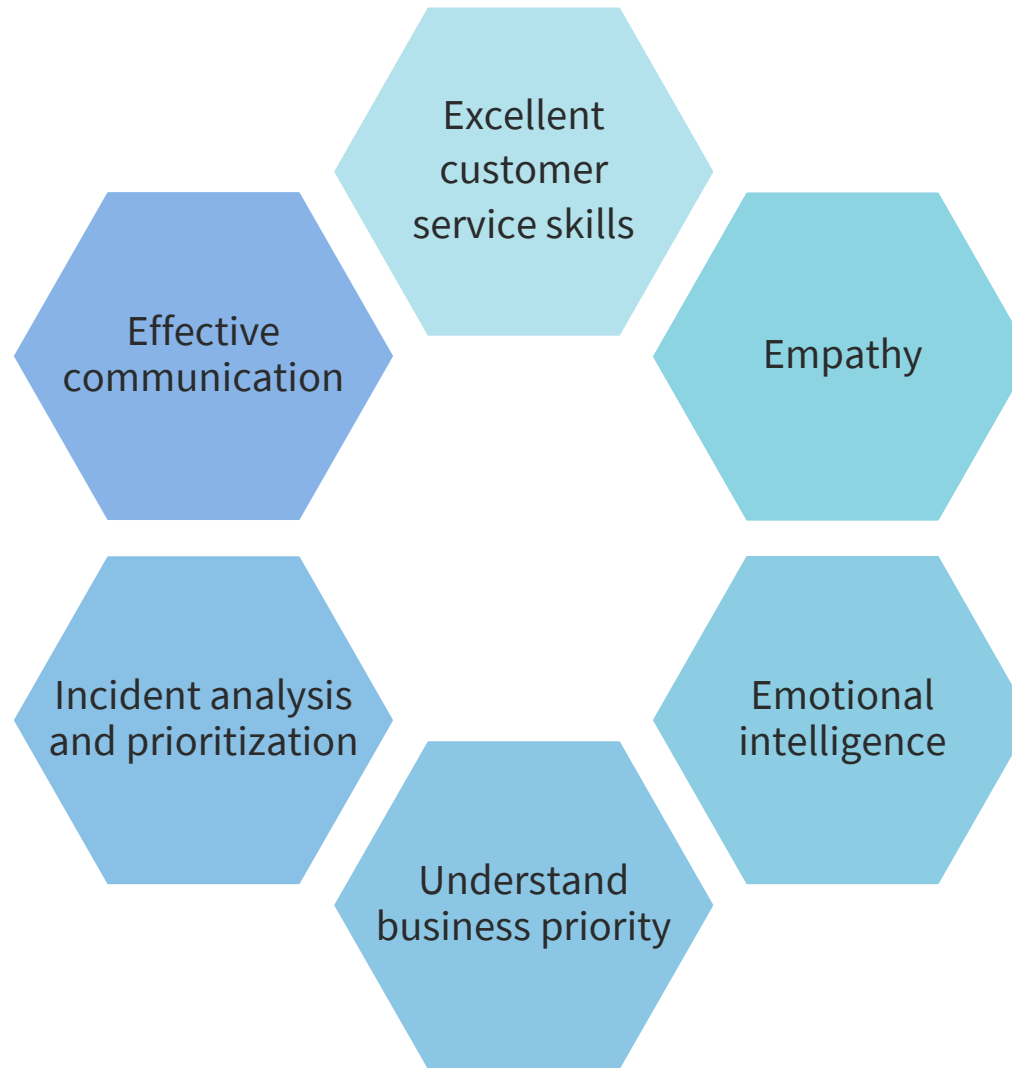 Excellent
customer
service skills
Empathy
Emotional
intelligence
Understand
business priority
Incident analysis
and prioritization
Effective
communication